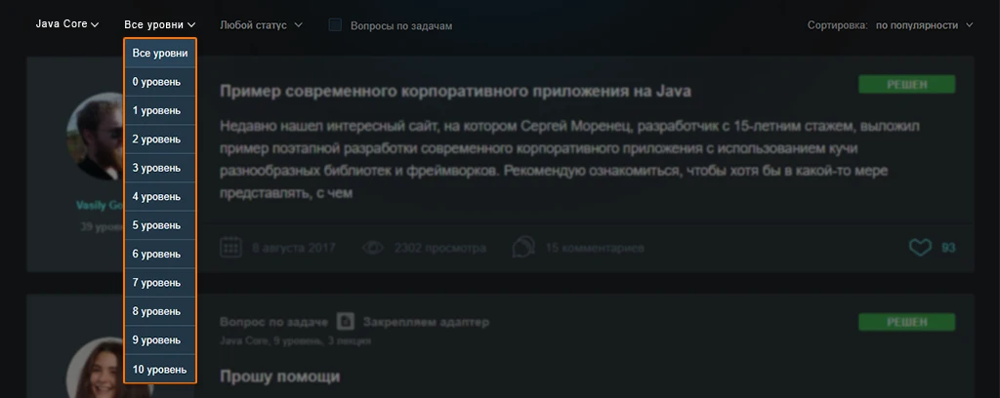 Java Core
Все уровни
Любой статус
Вопросы по задачам
Сортировка: по популярности
Все уровни
0 уровень
1 уровень
2 уровень
3 уровень
4 уровень
5 уровень
6 уровень
7 уровень
8 уровень
9 уровень
10 уровень
Vasily
39
Пример современного корпоративного приложения на Java
РЕШЕН
Недавно нашел интересный сайт, на котором Сергей Моренец, разработчик с 15-летним стажем, выложил
пример поэтапной разработки современного корпоративного приложения с использованием кучи
разнообразных библиотек и фреймворков. Рекомендую ознакомиться, чтобы хотя бы в какой-то мере
представлять, с чем
8 августа 2017
2302 просмотра
15 комментариев
93
Вопрос по задаче
Закрепляем адаптер
РЕШЕН
Java Core, 9 уровень, 3 лекция
Прошу помощи